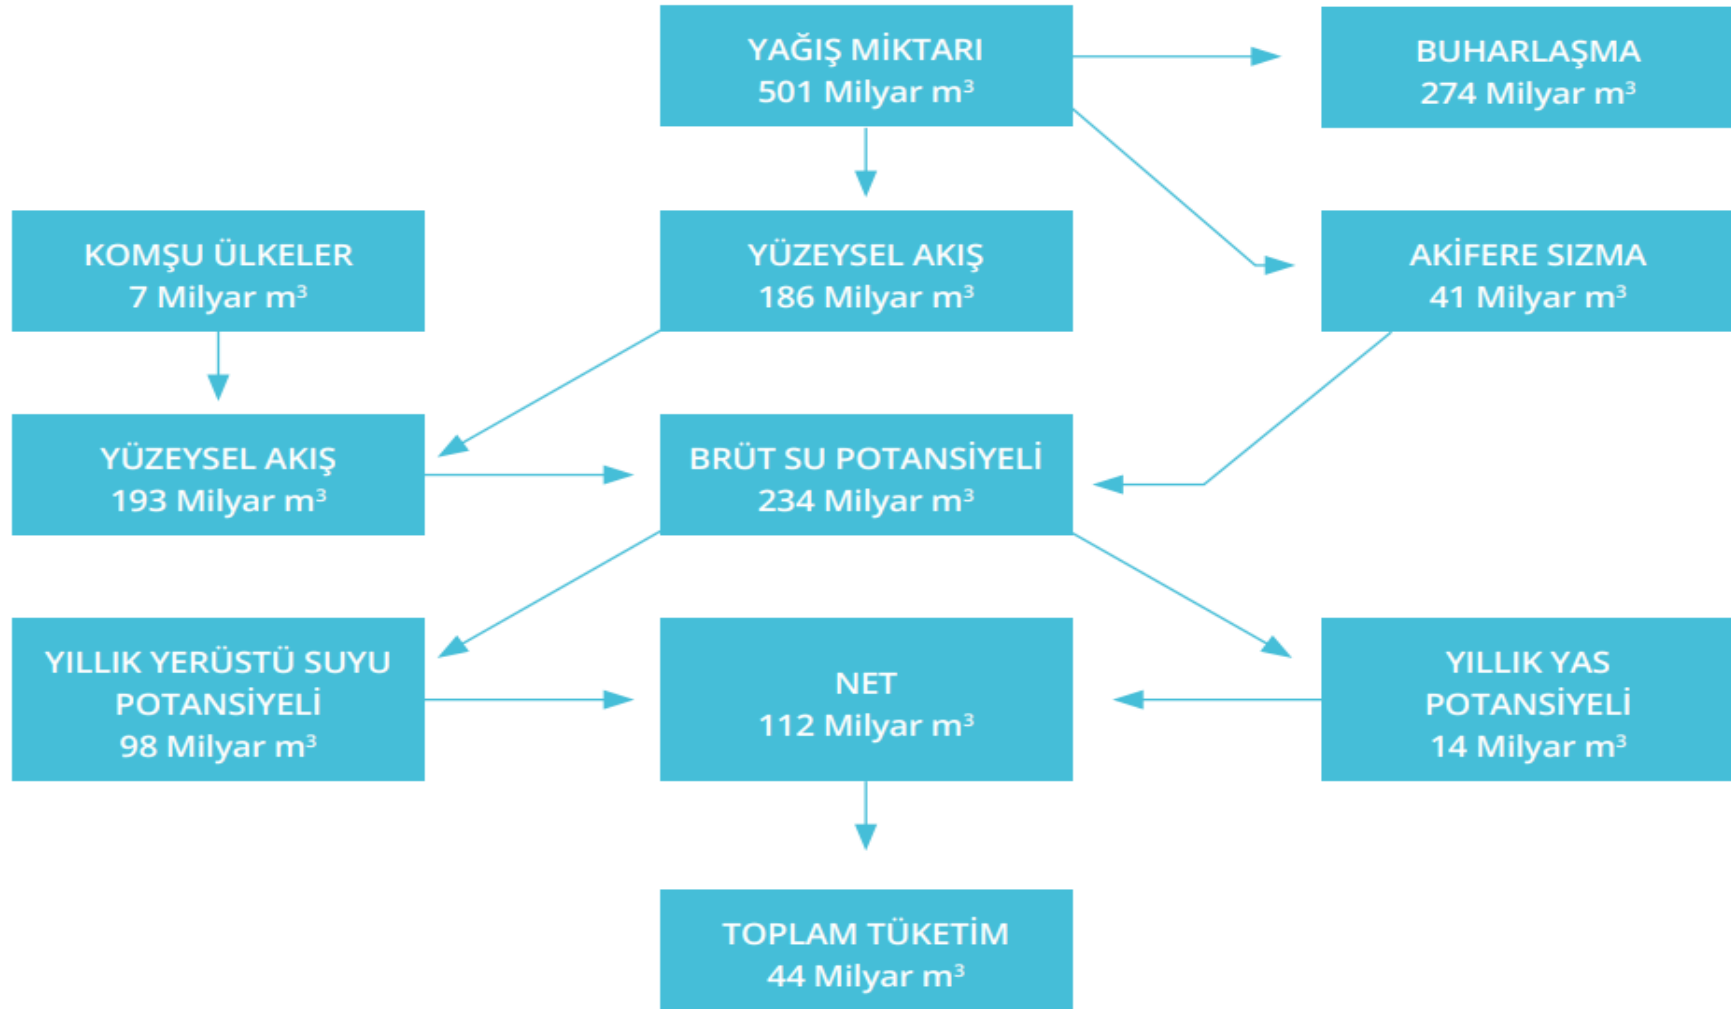 YAĞIŞ MİKTARI
501 Milyar m³
BUHARLAŞMA
274 Milyar m³
KOMŞU ÜLKELER
7 Milyar m³
YÜZEYSEL AKIŞ
186 Milyar m³
AKİFERE SIZMA
41 Milyar m³
YÜZEYSEL AKIŞ
193 Milyar m³
BRÜT SU POTANSİYELİ
234 Milyar m³
YILLIK YERÜSTÜ SUYU
POTANSİYELİ
98 Milyar m³
NET
112 Milyar m³
YILLIK YAS
POTANSİYELİ
14 Milyar m³
TOPLAM TÜKETİM
44 Milyar m³